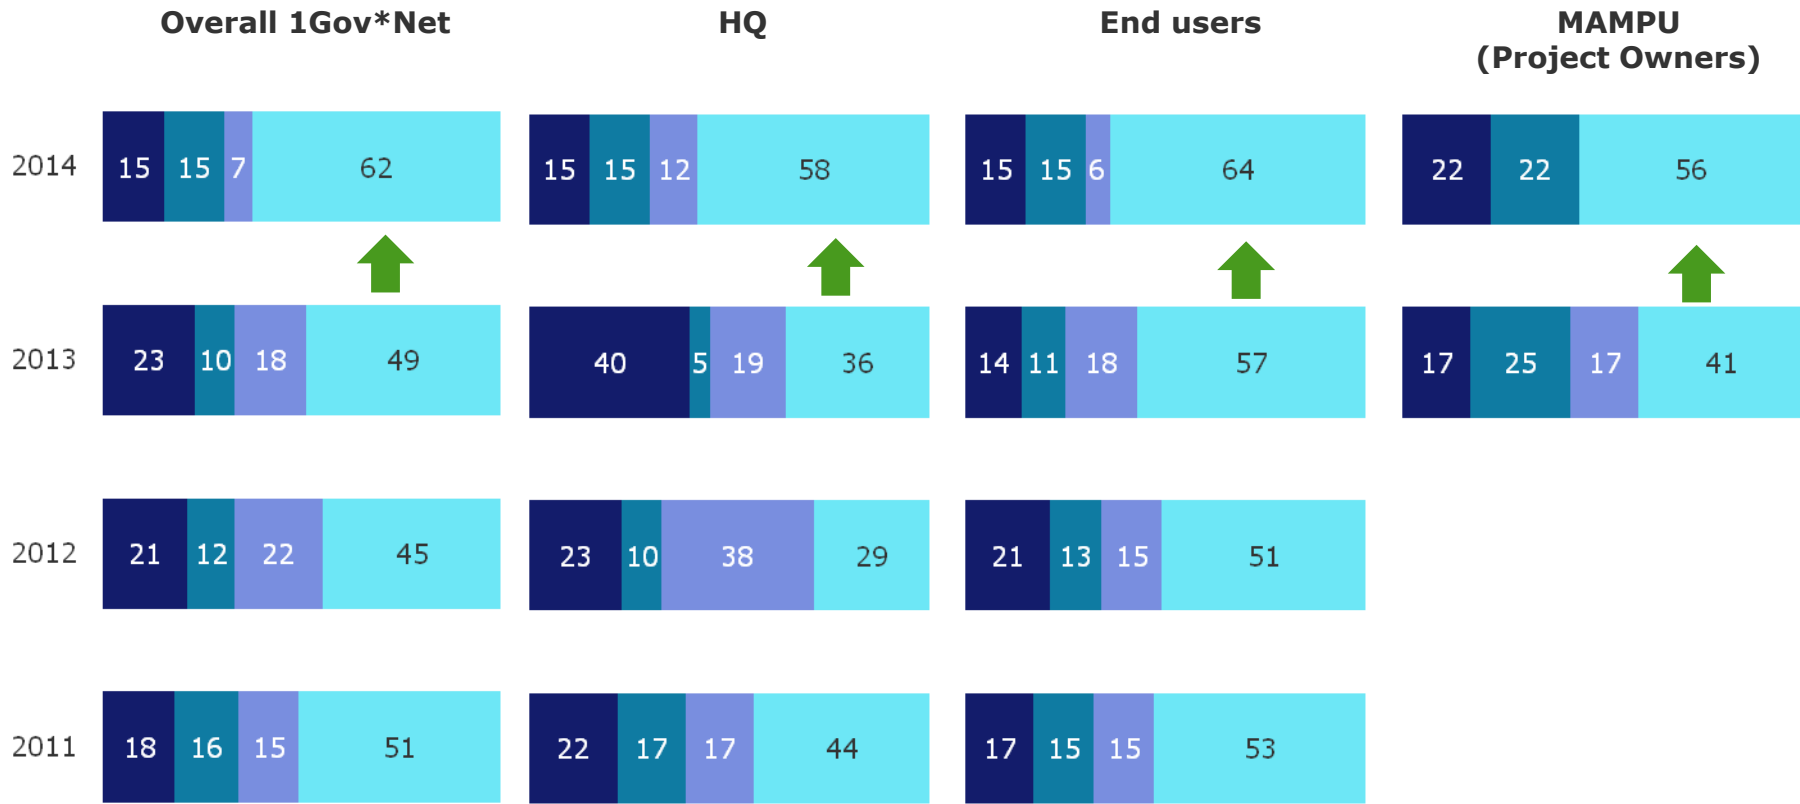 Overall 1Gov*Net HQ End users MAMPU
(Project Owners)
2014 15 15 7 62 15 15 12 58 15 15 6 64 22 22 56
2013 23 10 18 49 40 5 19 36 14 11 18 57 17 25 17 41
2012 21 12 22 45 23 10 38 29 21 13 15 51
2011 18 16 15 51 22 17 17 44 17 15 15 53